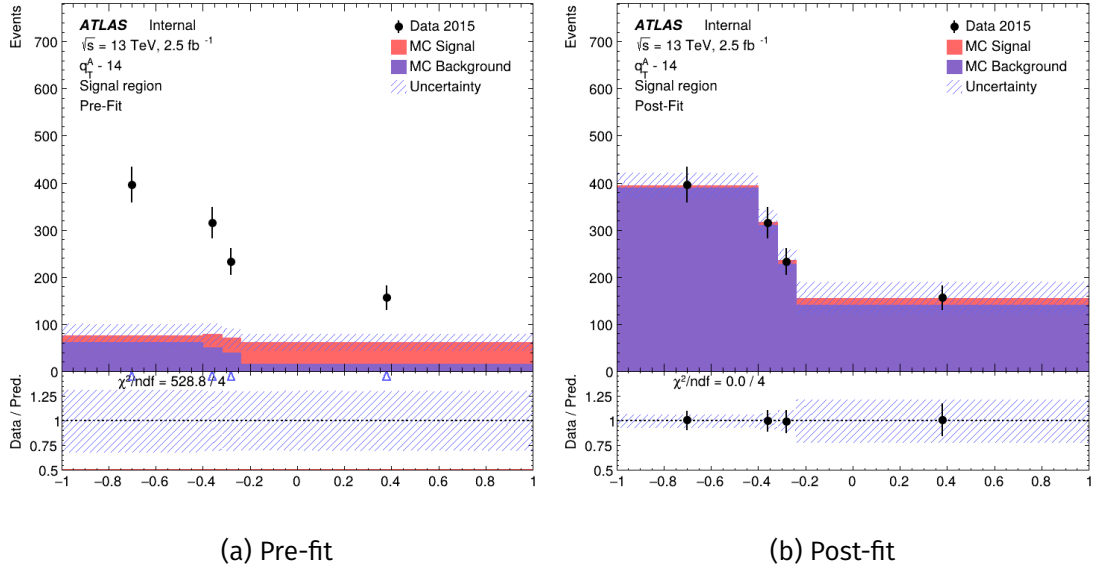 Events
700
600
500
400
300
200
100
0
ATLAS Internal
√s = 13 TeV, 2.5 fb ⁻¹
q_T^A - 14
Signal region
Pre-Fit
Data 2015
MC Signal
MC Background
Uncertainty
Data / Pred.
1.25
1
0.75
0.5
χ²/ndf = 528.8 / 4
−1 −0.8 −0.6 −0.4 −0.2 0 0.2 0.4 0.6 0.8 1
(a) Pre-fit
Events
700
600
500
400
300
200
100
0
ATLAS Internal
√s = 13 TeV, 2.5 fb ⁻¹
q_T^A - 14
Signal region
Post-Fit
Data 2015
MC Signal
MC Background
Uncertainty
Data / Pred.
1.25
1
0.75
0.5
χ²/ndf = 0.0 / 4
−1 −0.8 −0.6 −0.4 −0.2 0 0.2 0.4 0.6 0.8 1
(b) Post-fit